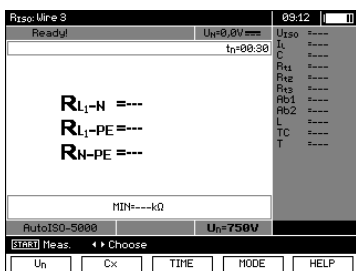 RISO: Wire 3 09:12
Ready! UN=0,0V
tn=00:30
UISO =---
IL =---
C =---
Rt1 =---
Rt2 =---
Rt3 =---
Ab1 =---
Ab2 =---
L =---
TC =---
T =---
RL1-N =---
RL1-PE =---
RN-PE =---
MIN=---kΩ
AutoISO-5000 Un=750V
START Meas. ◂ ▸ Choose
Un Cx TIME MODE HELP